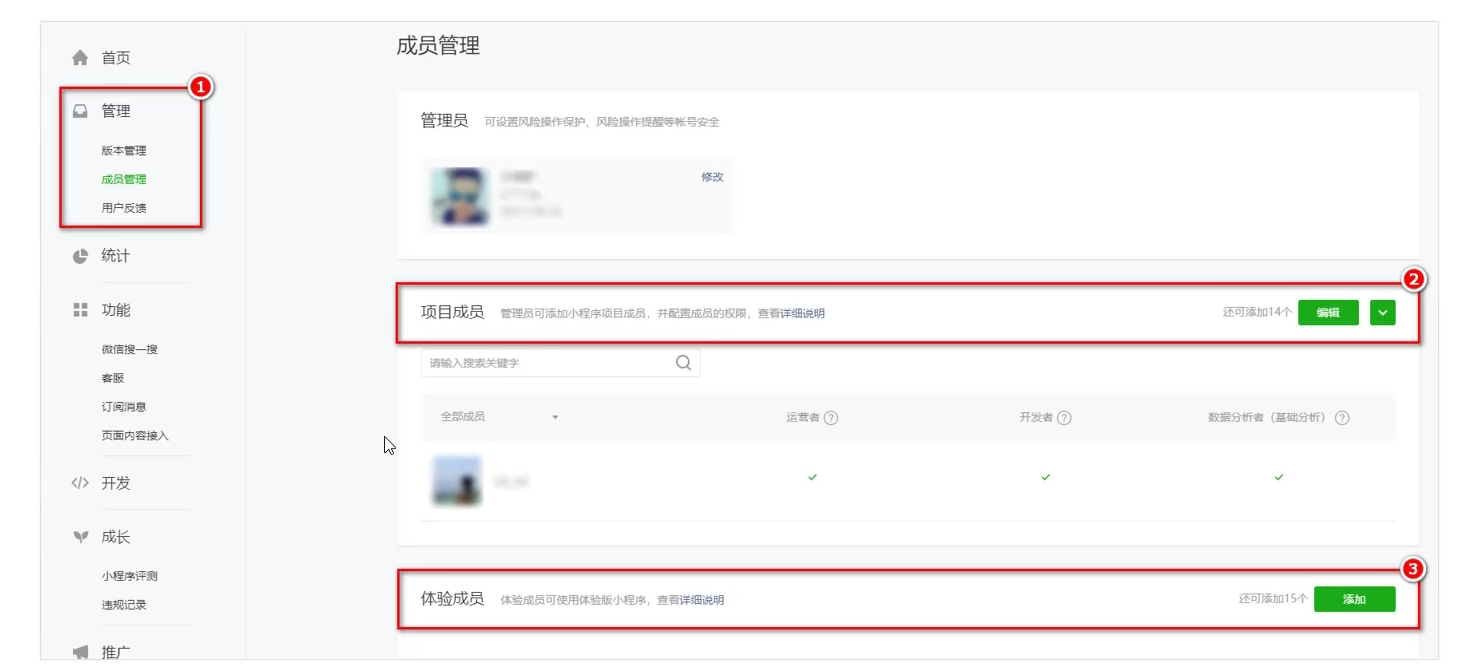 首页
管理
1
版本管理
成员管理
用户反馈
统计
功能
微信搜一搜
客服
订阅消息
页面内容接入
</> 开发
成长
小程序评测
违规记录
推广
成员管理
管理员 可设置风险操作保护、风险操作提醒等帐号安全
修改
2
项目成员 管理员可添加小程序项目成员，并配置成员的权限，查看详细说明 还可添加14个 编辑
请输入搜索关键字
全部成员 运营者 ? 开发者 ? 数据分析者（基础分析） ?
3
体验成员 体验成员可使用体验版小程序，查看详细说明 还可添加15个 添加